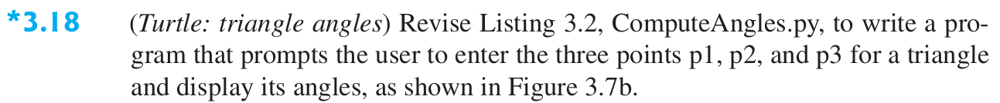 *3.18 (Turtle: triangle angles) Revise Listing 3.2, ComputeAngles.py, to write a pro-
gram that prompts the user to enter the three points p1, p2, and p3 for a triangle
and display its angles, as shown in Figure 3.7b.